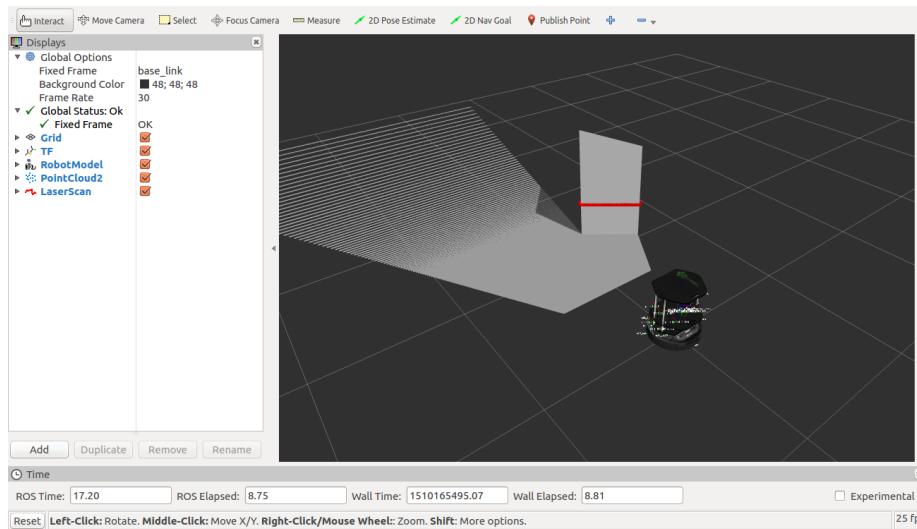 Interact Move Camera Select Focus Camera Measure 2D Pose Estimate 2D Nav Goal Publish Point
Displays
Global Options
Fixed Frame base_link
Background Color 48; 48; 48
Frame Rate 30
Global Status: Ok
Fixed Frame OK
Grid
TF
RobotModel
PointCloud2
LaserScan
Add Duplicate Remove Rename
Time
ROS Time: 17.20 ROS Elapsed: 8.75 Wall Time: 1510165495.07 Wall Elapsed: 8.81 Experimental
Reset Left-Click: Rotate. Middle-Click: Move X/Y. Right-Click/Mouse Wheel:: Zoom. Shift: More options. 25